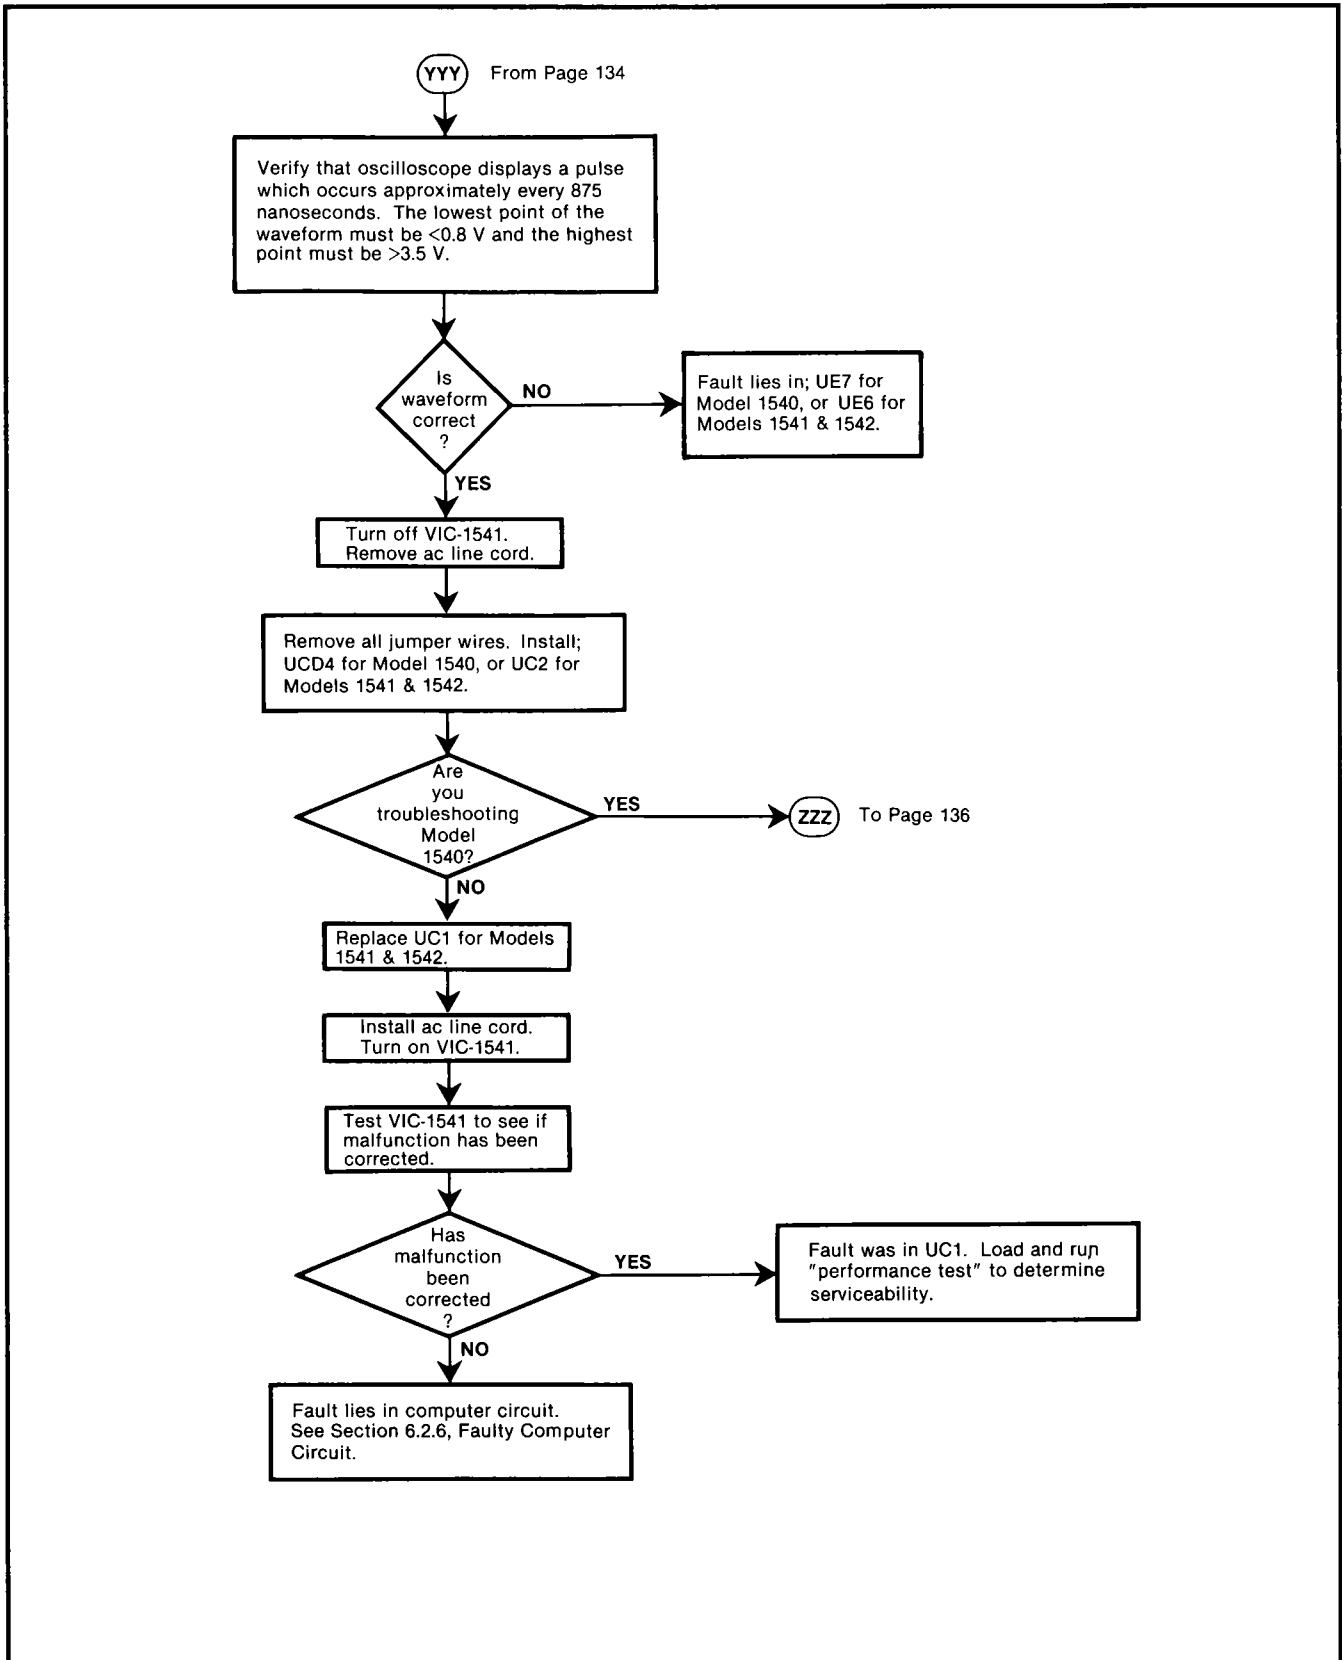 YYY From Page 134
Verify that oscilloscope displays a pulse
which occurs approximately every 875
nanoseconds. The lowest point of the
waveform must be <0.8 V and the highest
point must be >3.5 V.
Is
waveform
correct
?
NO
Fault lies in; UE7 for
Model 1540, or UE6 for
Models 1541 & 1542.
YES
Turn off VIC-1541.
Remove ac line cord.
Remove all jumper wires. Install;
UCD4 for Model 1540, or UC2 for
Models 1541 & 1542.
Are
you
troubleshooting
Model
1540?
YES
ZZZ To Page 136
NO
Replace UC1 for Models
1541 & 1542.
Install ac line cord.
Turn on VIC-1541.
Test VIC-1541 to see if
malfunction has been
corrected.
Has
malfunction
been
corrected
?
YES
Fault was in UC1. Load and run
"performance test" to determine
serviceability.
NO
Fault lies in computer circuit.
See Section 6.2.6, Faulty Computer
Circuit.